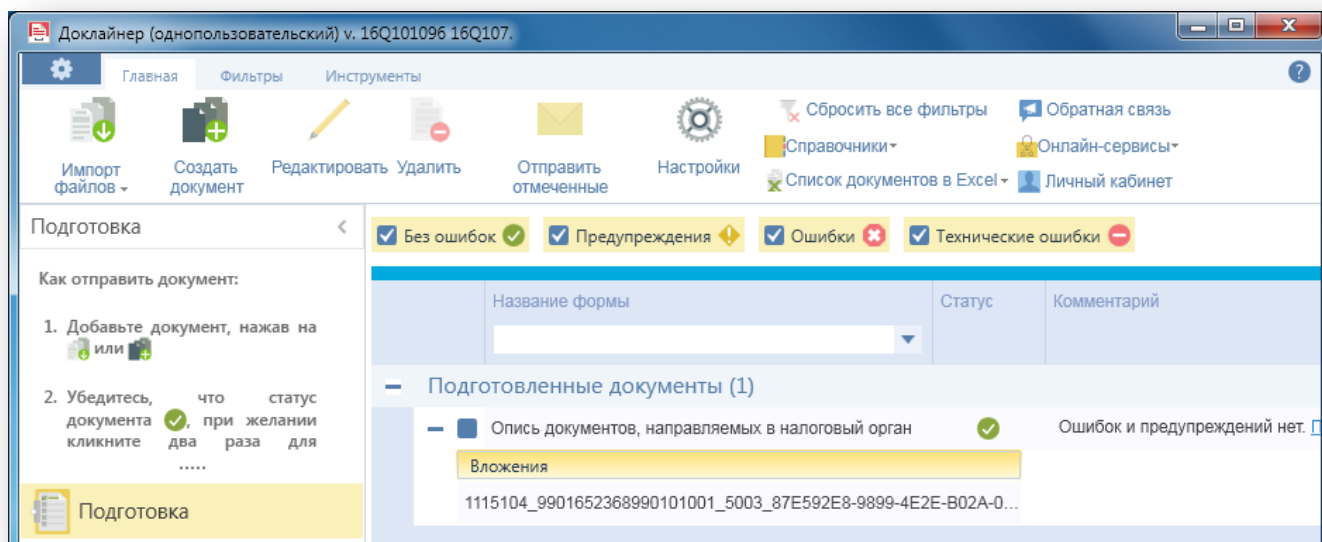 Доклайнер (однопользовательский) v. 16Q101096 16Q107.
Главная Фильтры Инструменты
Импорт файлов
Создать документ
Редактировать
Удалить
Отправить отмеченные
Настройки
Сбросить все фильтры
Справочники
Список документов в Excel
Обратная связь
Онлайн-сервисы
Личный кабинет
Подготовка
Как отправить документ:
1. Добавьте документ, нажав на
или
2. Убедитесь, что статус
документа , при желании
кликните два раза для
.....
Подготовка
Без ошибок Предупреждения Ошибки Технические ошибки
Название формы Статус Комментарий
Подготовленные документы (1)
Опись документов, направляемых в налоговый орган Ошибок и предупреждений нет.
Вложения
1115104_9901652368990101001_5003_87E592E8-9899-4E2E-B02A-0...